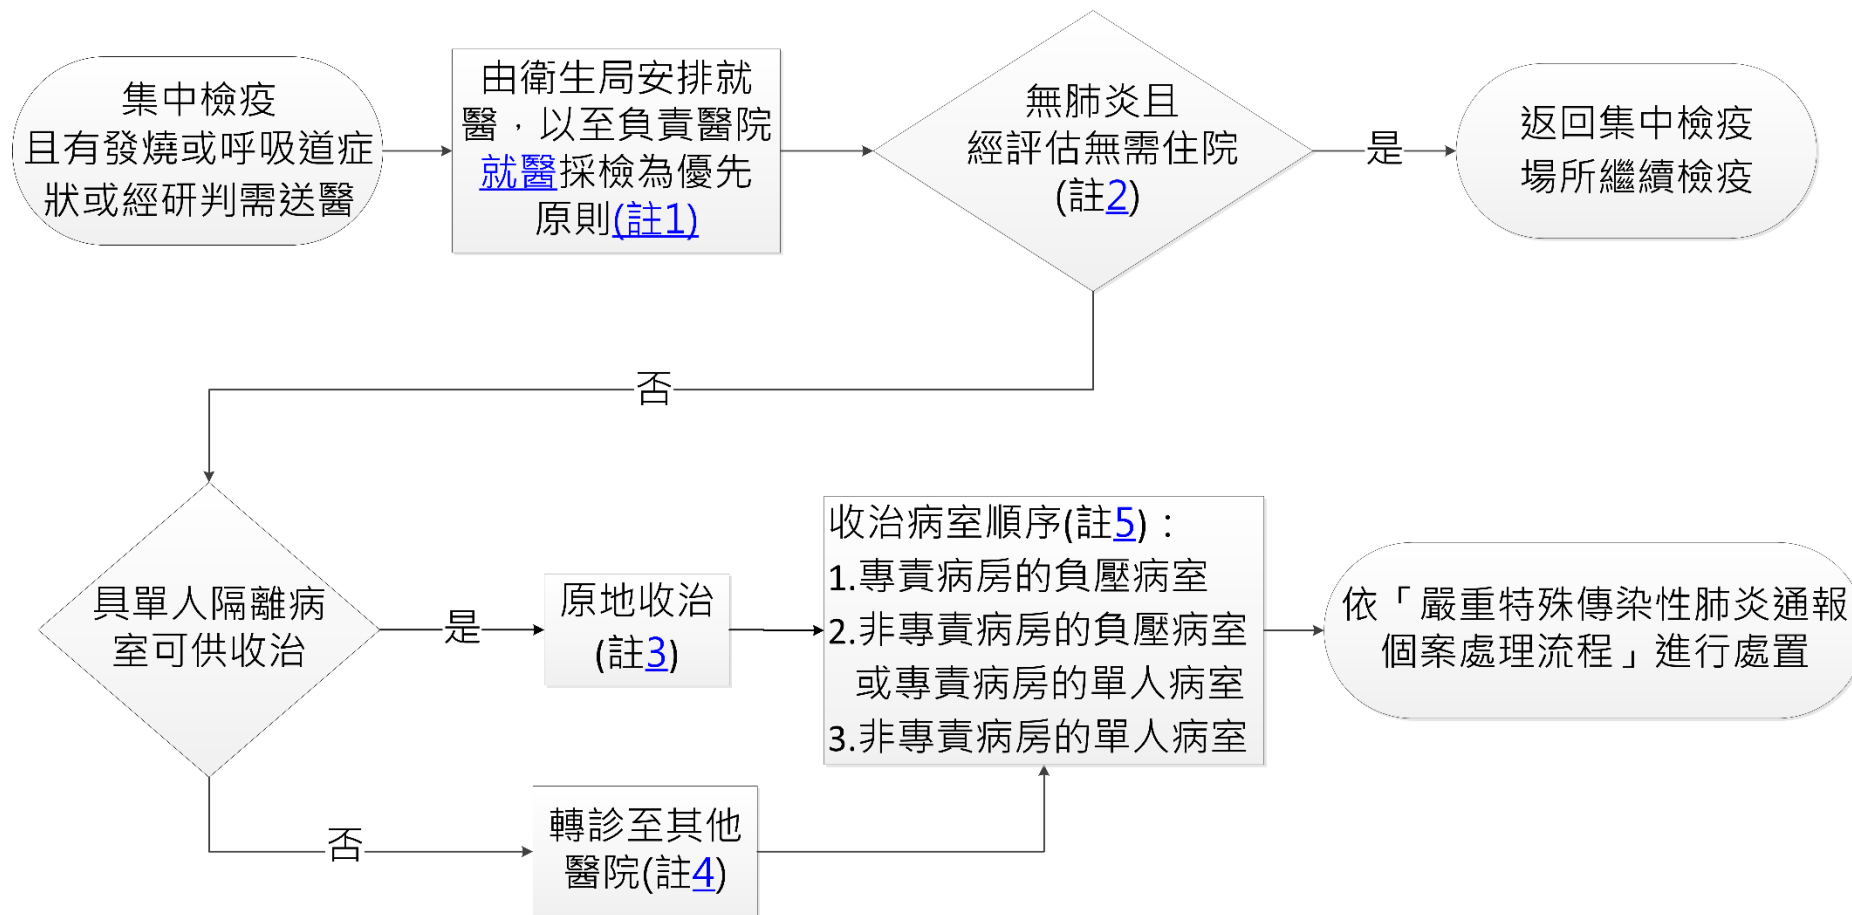 集中檢疫
且有發燒或呼吸道症
狀或經研判需送醫
由衛生局安排就
醫，以至負責醫院
就醫採檢為優先
原則(註1)
無肺炎且
經評估無需住院
(註2)
是
返回集中檢疫
場所繼續檢疫
否
具單人隔離病
室可供收治
是
原地收治
(註3)
收治病室順序(註5)：
1.專責病房的負壓病室
2.非專責病房的負壓病室
或專責病房的單人病室
3.非專責病房的單人病室
依「嚴重特殊傳染性肺炎通報
個案處理流程」進行處置
否
轉診至其他
醫院(註4)